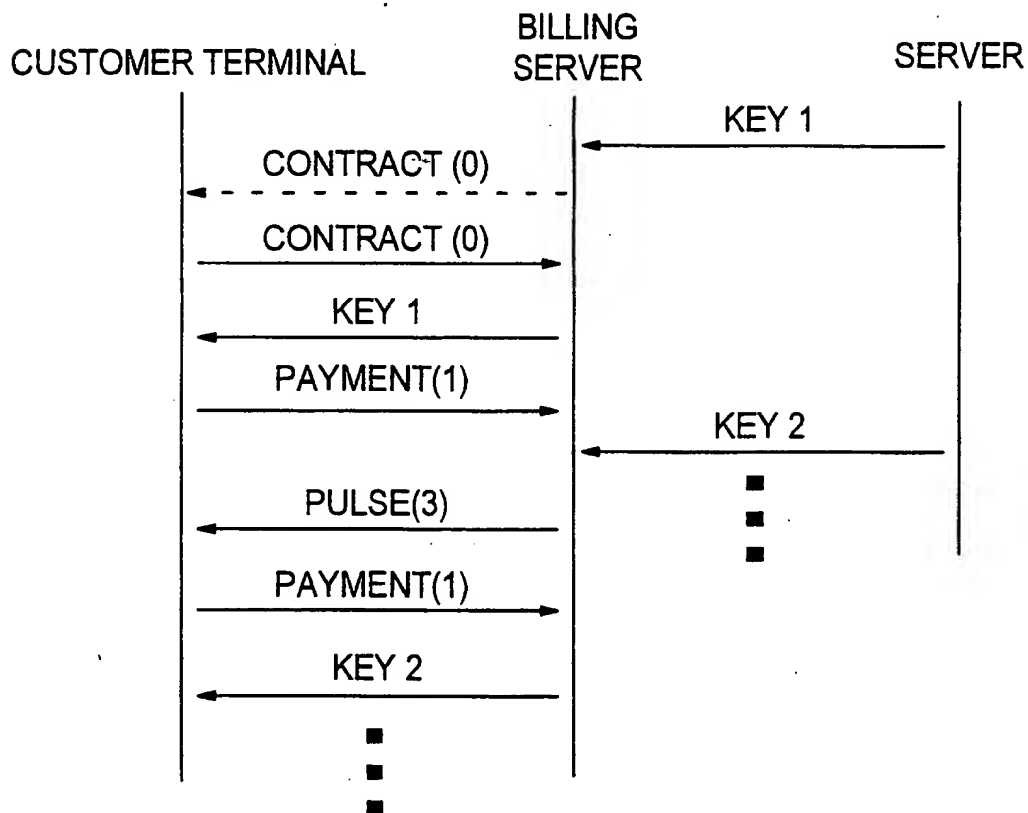 CUSTOMER TERMINAL
BILLING
SERVER
SERVER
KEY 1
CONTRACT (0)
CONTRACT (0)
KEY 1
PAYMENT(1)
KEY 2
PULSE(3)
PAYMENT(1)
KEY 2